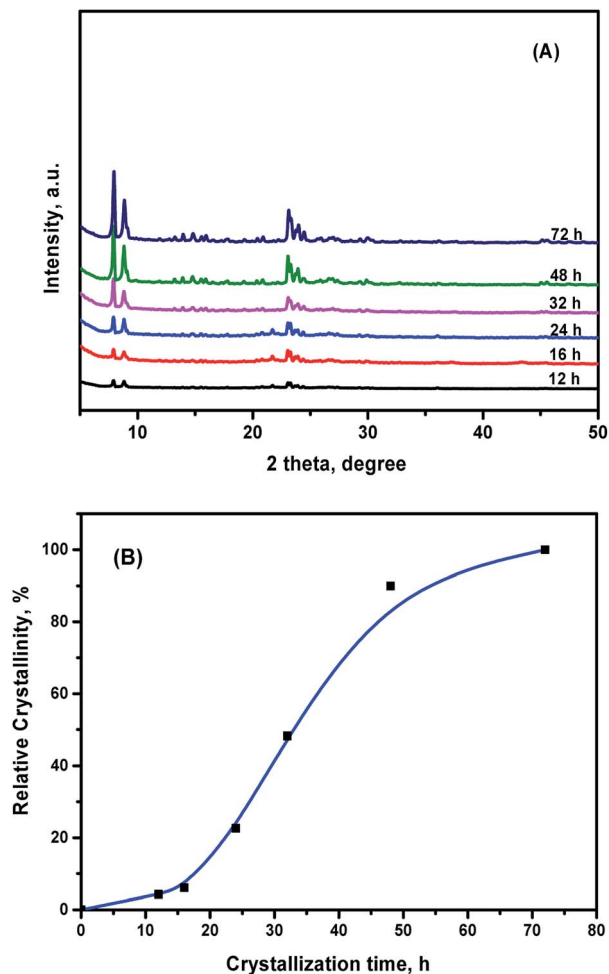 (A)
Intensity, a.u.
72 h
48 h
32 h
24 h
16 h
12 h
10 20 30 40 50
2 theta, degree
(B)
Relative Crystallinity, %
100
80
60
40
20
0
0 10 20 30 40 50 60 70 80
Crystallization time, h